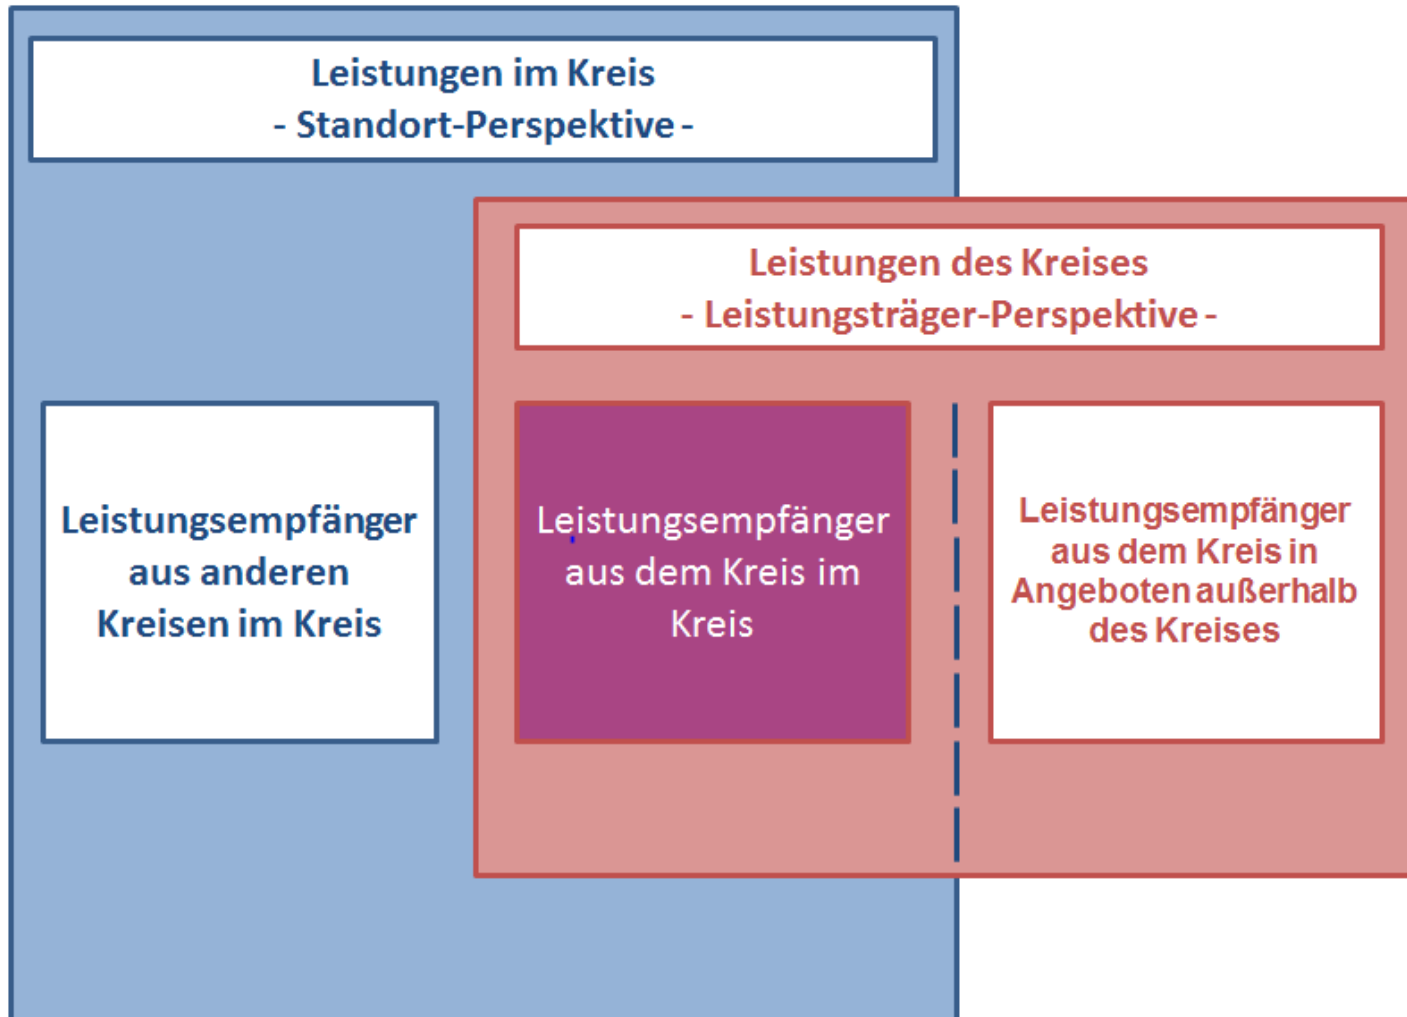 Leistungen im Kreis
- Standort-Perspektive -
Leistungen des Kreises
- Leistungsträger-Perspektive -
Leistungsempfänger
aus anderen
Kreisen im Kreis
Leistungsempfänger
aus dem Kreis im
Kreis
Leistungsempfänger
aus dem Kreis in
Angeboten außerhalb
des Kreises